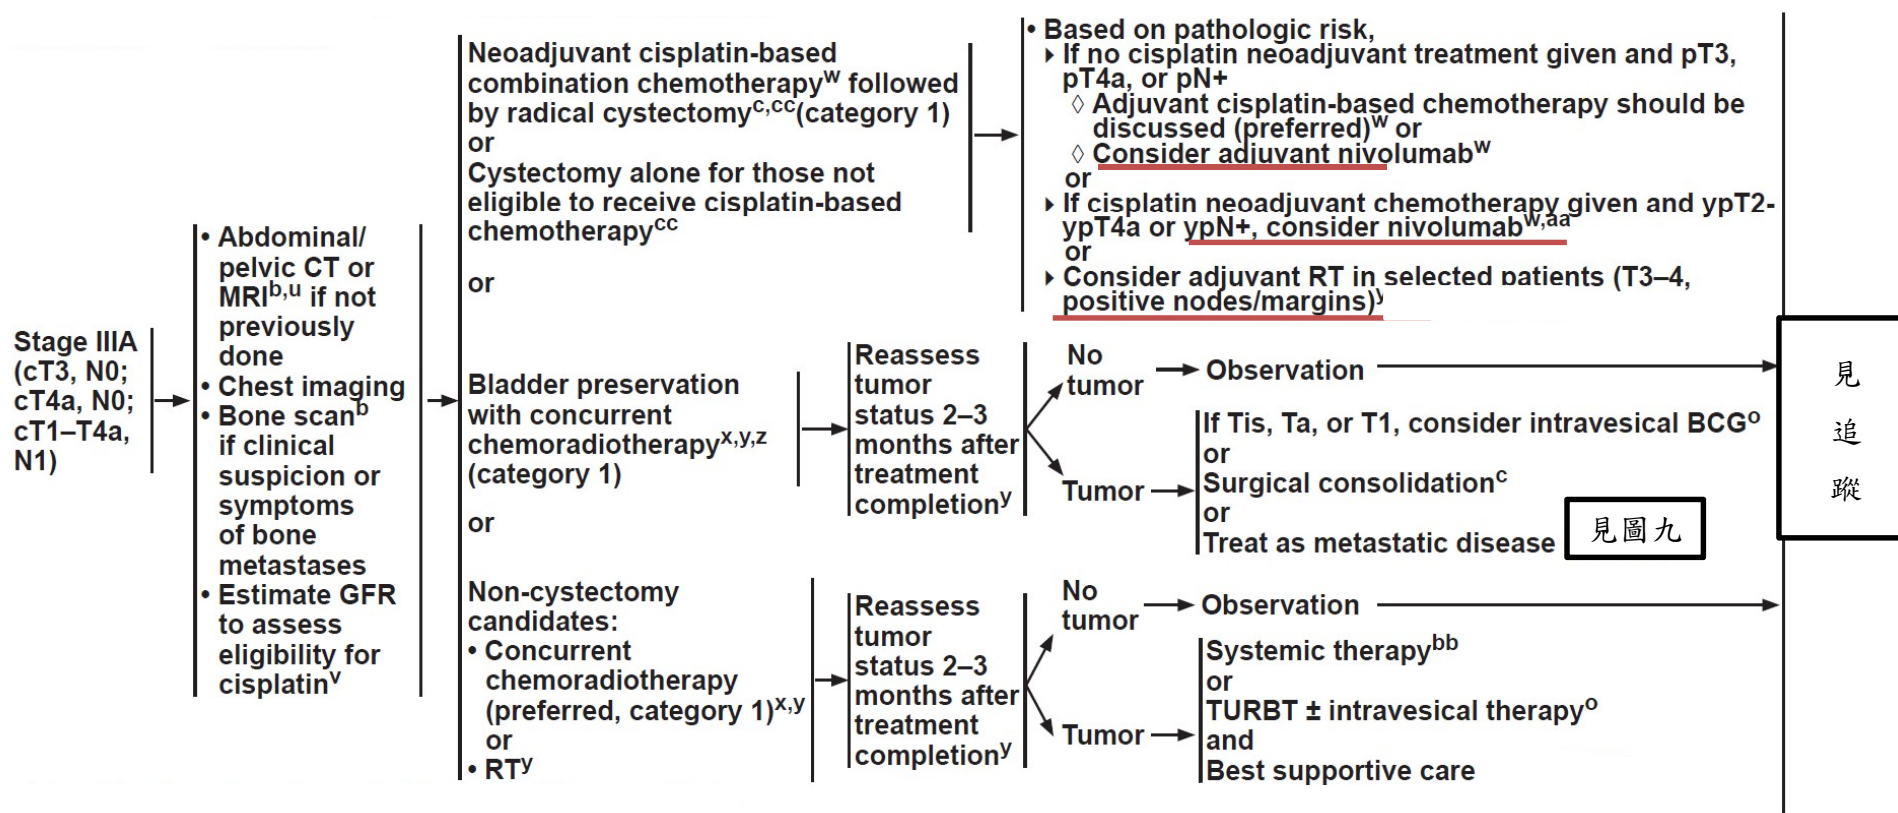 Stage IIIA
(cT3, N0;
cT4a, N0;
cT1–T4a,
N1)
• Abdominal/
pelvic CT or
MRIb,u if not
previously
done
• Chest imaging
• Bone scanb
if clinical
suspicion or
symptoms
of bone
metastases
• Estimate GFR
to assess
eligibility for
cisplatinv
Neoadjuvant cisplatin-based
combination chemotherapyw followed
by radical cystectomyc,cc(category 1)
or
Cystectomy alone for those not
eligible to receive cisplatin-based
chemotherapycc
or
Bladder preservation
with concurrent
chemoradiotherapyx,y,z
(category 1)
or
Non-cystectomy
candidates:
• Concurrent
chemoradiotherapy
(preferred, category 1)x,y
or
• RTy
• Based on pathologic risk,
‣ If no cisplatin neoadjuvant treatment given and pT3,
pT4a, or pN+
◊ Adjuvant cisplatin-based chemotherapy should be
discussed (preferred)w or
◊ Consider adjuvant nivolumabw
or
‣ If cisplatin neoadjuvant chemotherapy given and ypT2-
ypT4a or ypN+, consider nivolumabw,aa
or
‣ Consider adjuvant RT in selected patients (T3–4,
positive nodes/margins)y
Reassess
tumor
status 2–3
months after
treatment
completiony
No
tumor
Observation
Tumor
If Tis, Ta, or T1, consider intravesical BCGo
or
Surgical consolidationc
or
Treat as metastatic disease
見圖九
Reassess
tumor
status 2–3
months after
treatment
completiony
No
tumor
Observation
Tumor
Systemic therapybb
or
TURBT ± intravesical therapyo
and
Best supportive care
見
追
蹤